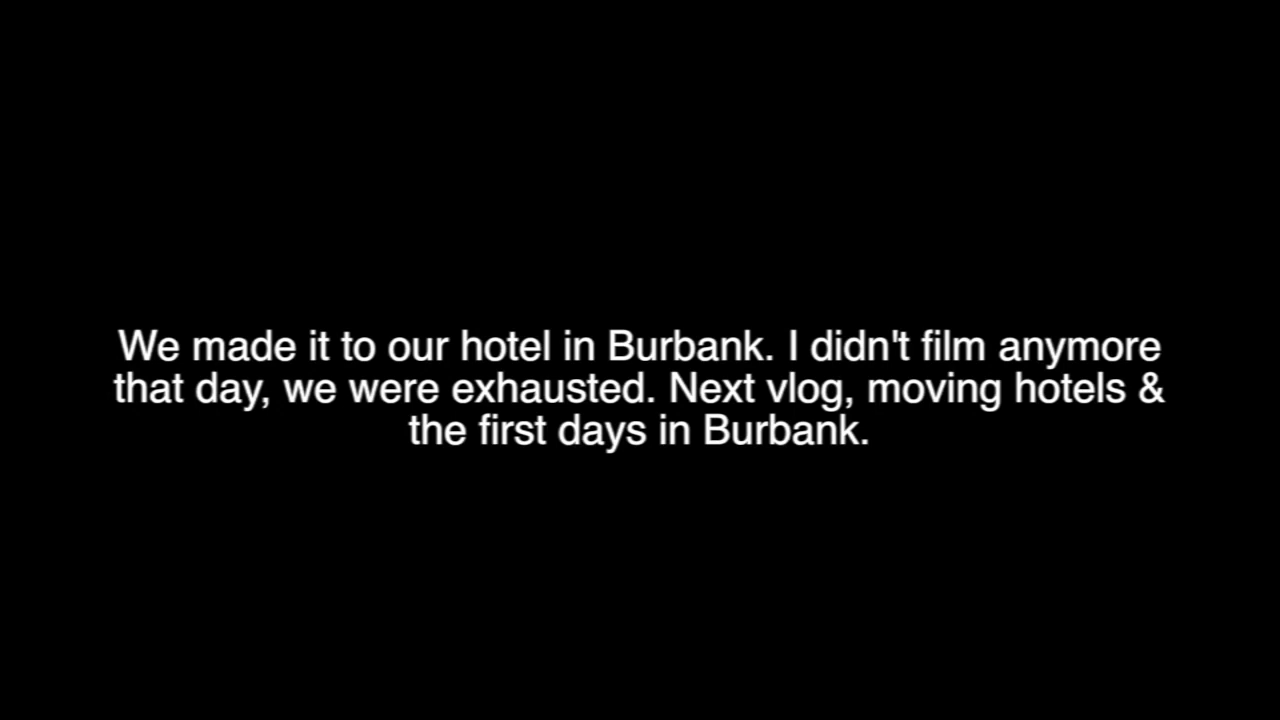 We made it to our hotel in Burbank. I didn't film anymore
that day, we were exhausted. Next vlog, moving hotels &
the first days in Burbank.